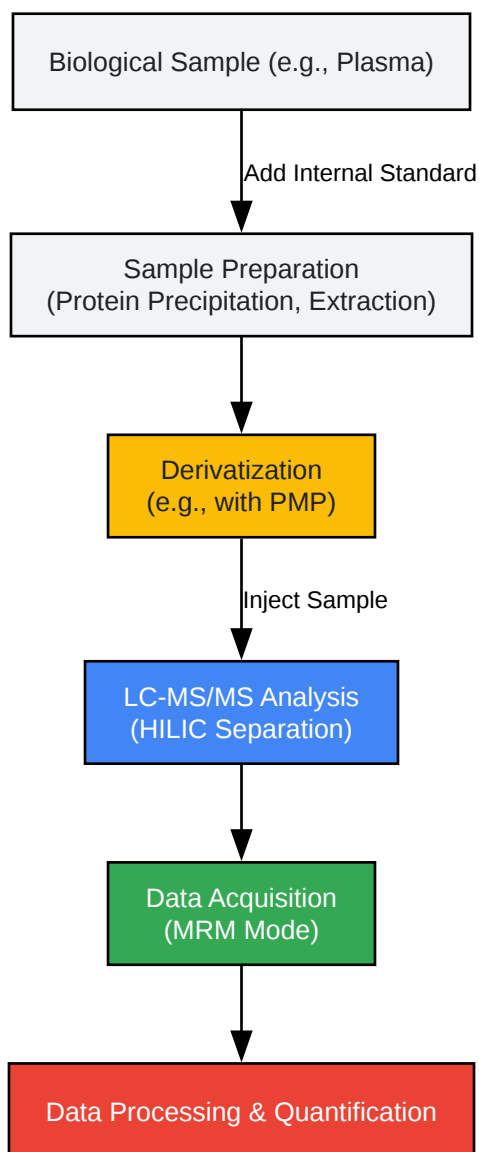 Biological Sample (e.g., Plasma)
Add Internal Standard
Sample Preparation
(Protein Precipitation, Extraction)
Derivatization
(e.g., with PMP)
Inject Sample
LC-MS/MS Analysis
(HILIC Separation)
Data Acquisition
(MRM Mode)
Data Processing & Quantification